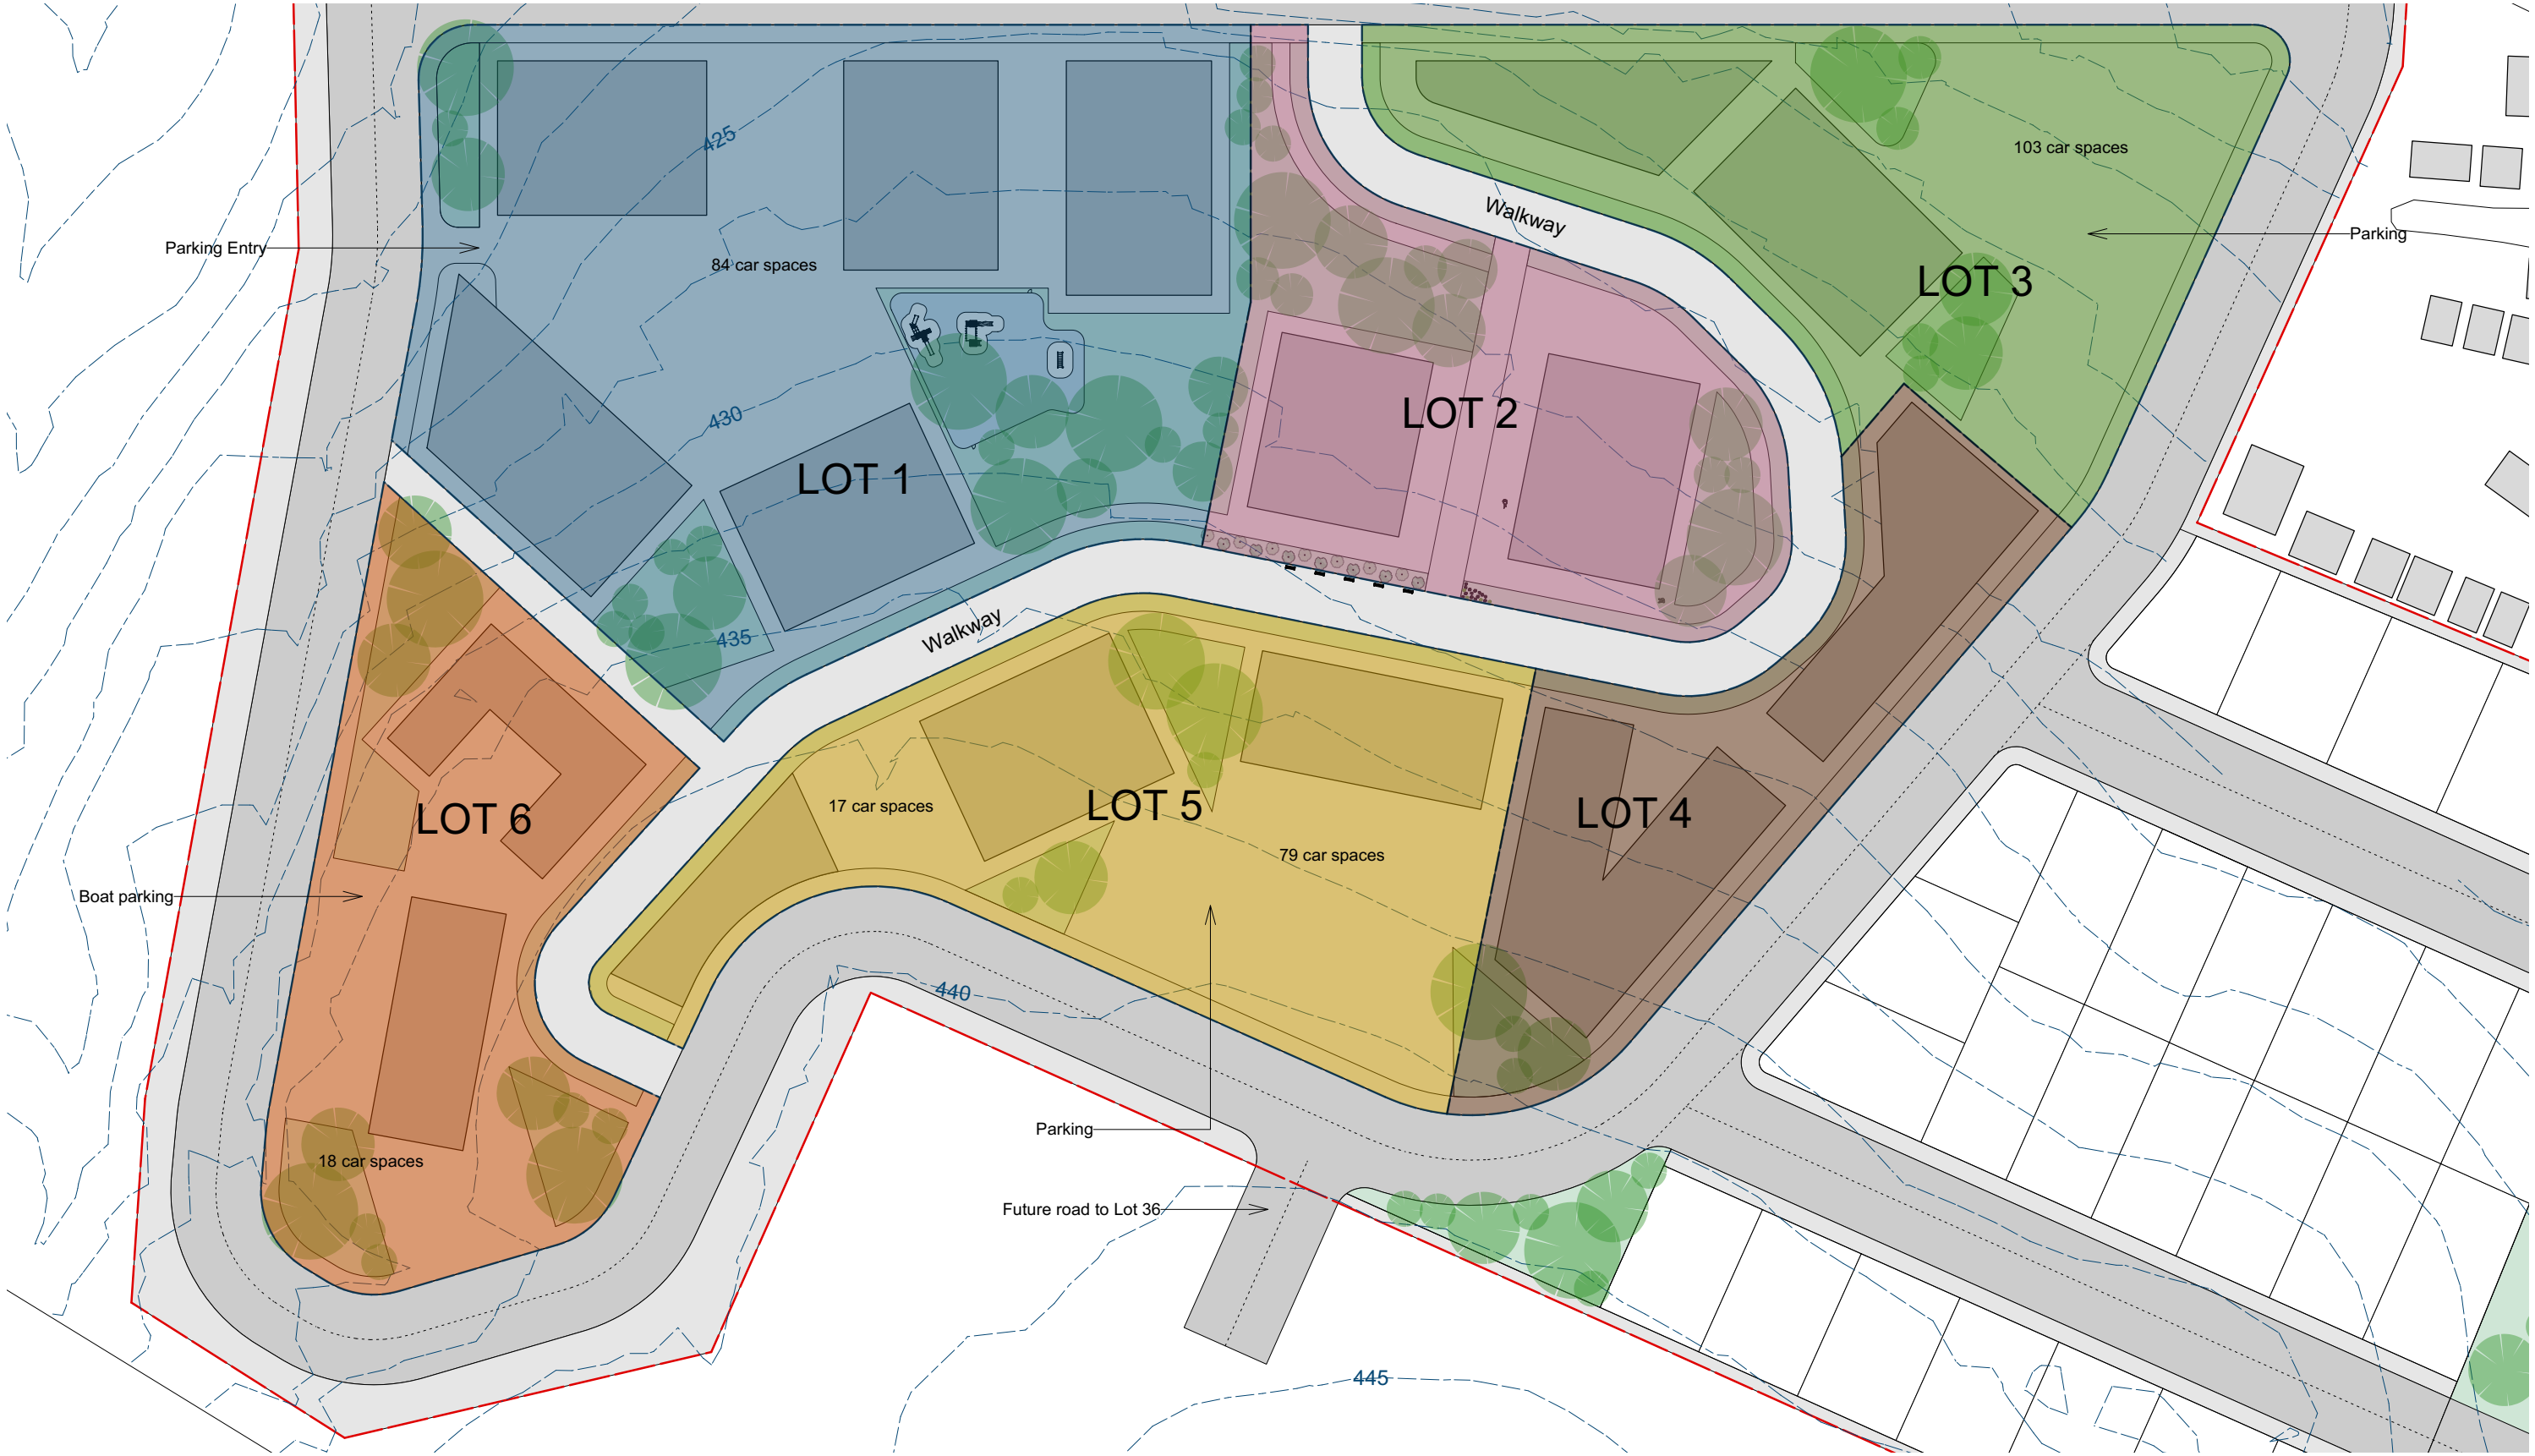 425
103 car spaces
Walkway
Parking Entry
Parking
84 car spaces
LOT 3
430
LOT 2
LOT 1
435
Walkway
17 car spaces
LOT 5
LOT 4
LOT 6
79 car spaces
Boat parking
440
Parking
18 car spaces
Future road to Lot 36
445